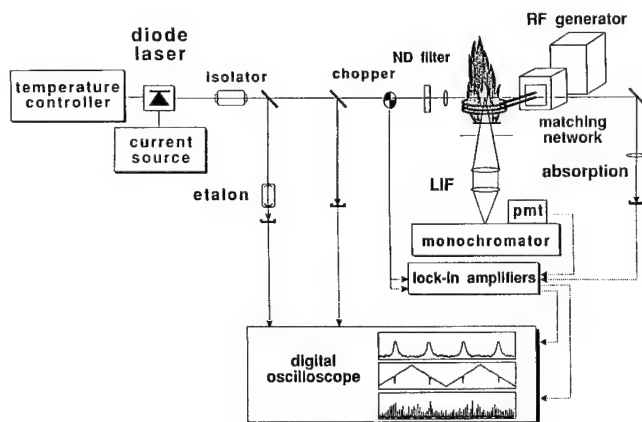 RF generator
diode
laser
ND filter
isolator
chopper
temperature
controller
matching
network
current
source
absorption
etalon
LIF
pmt
monochromator
lock-in amplifiers
digital
oscilloscope